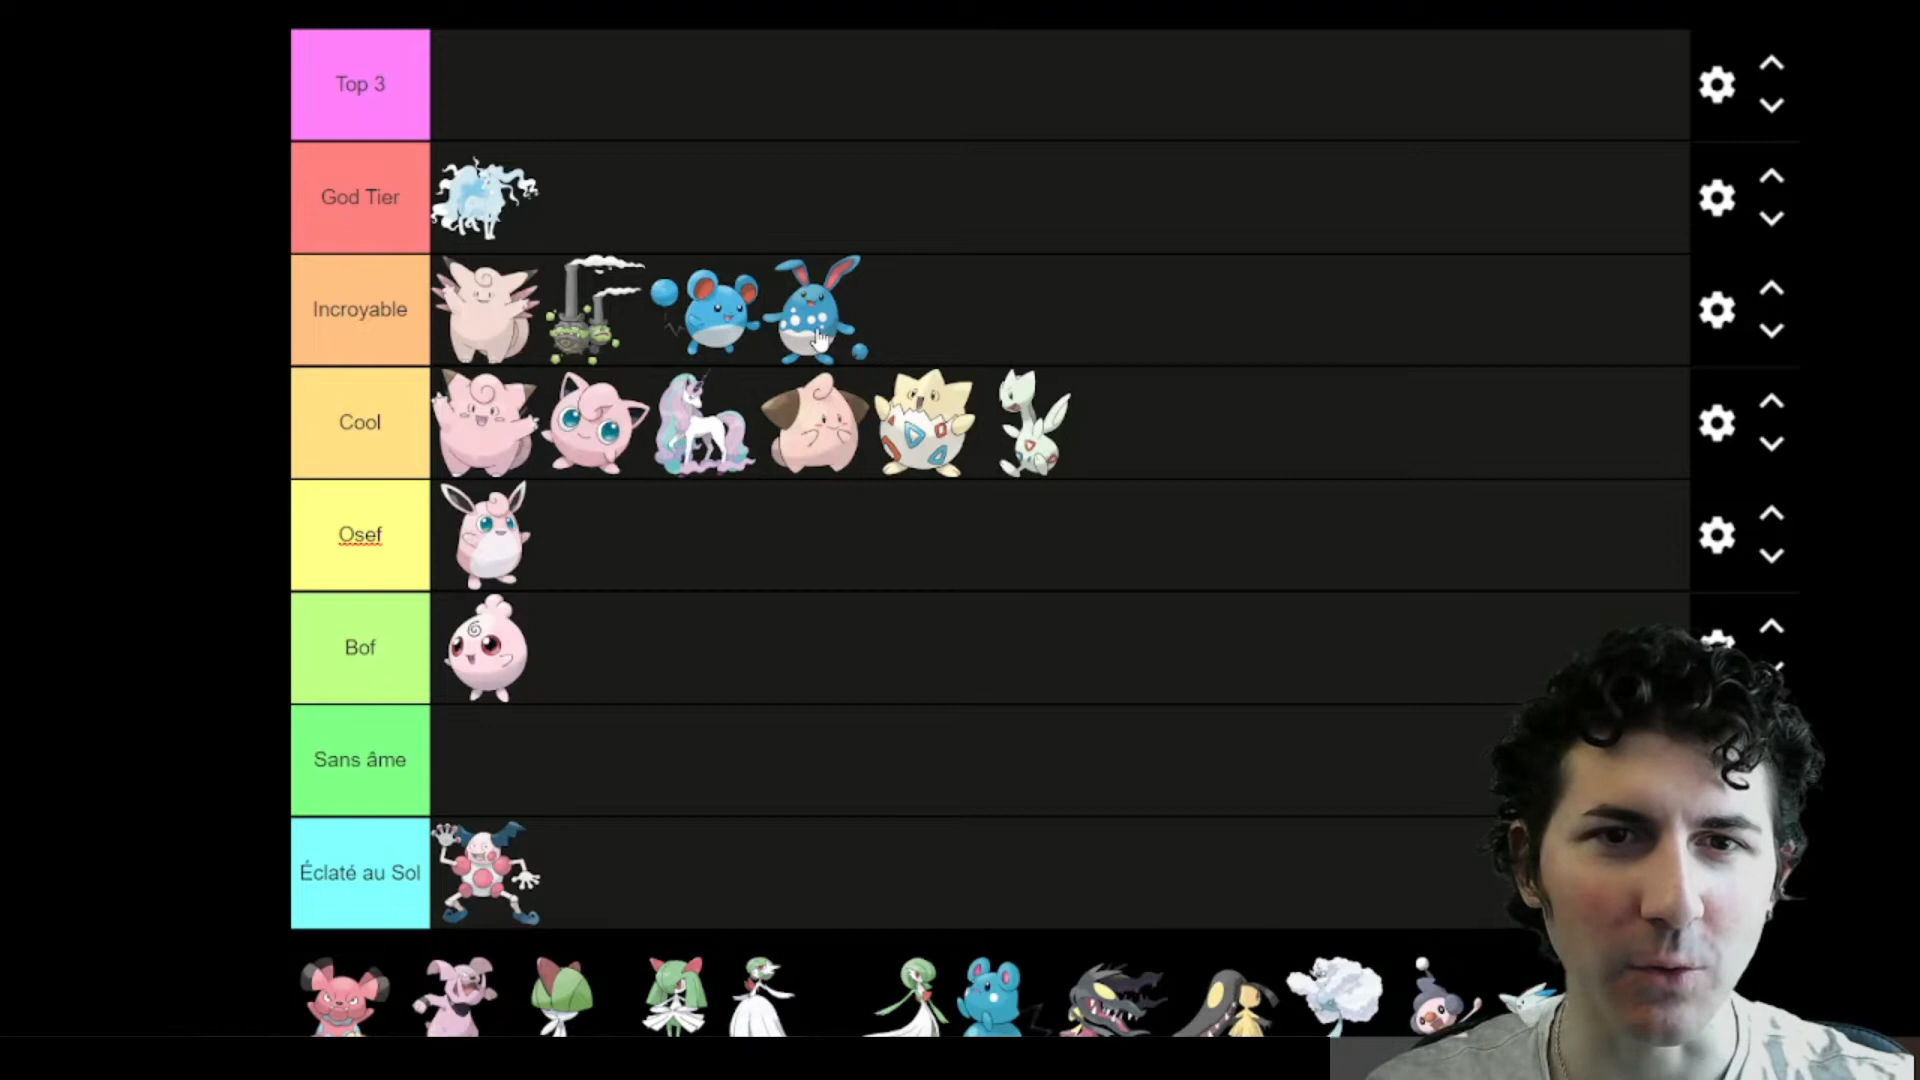 Top 3
God Tier
Incroyable
Cool
Osef
Bof
Sans âme
Éclaté au Sol